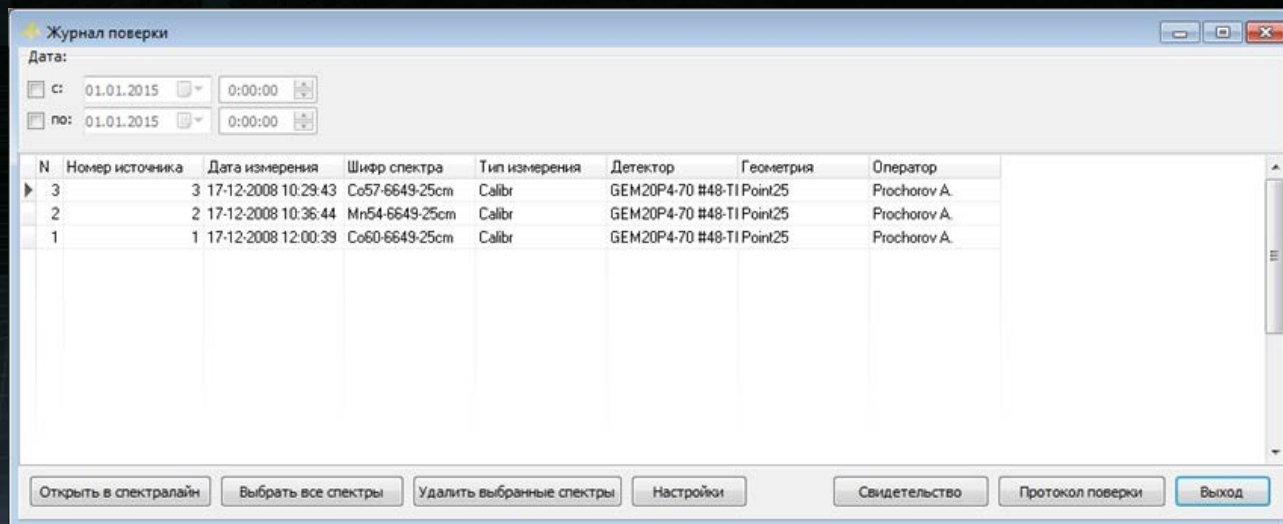 Журнал поверки
Дата:
с: 01.01.2015 0:00:00
по: 01.01.2015 0:00:00
N Номер источника Дата измерения Шифр спектра Тип измерения Детектор Геометрия Оператор
3 3 17-12-2008 10:29:43 Co57-6649-25cm Calibr GEM20P4-70 #48-TI Point25 Prochorov A.
2 2 17-12-2008 10:36:44 Mn54-6649-25cm Calibr GEM20P4-70 #48-TI Point25 Prochorov A.
1 1 17-12-2008 12:00:39 Co60-6649-25cm Calibr GEM20P4-70 #48-TI Point25 Prochorov A.
Открыть в спектралайн Выбрать все спектры Удалить выбранные спектры Настройки Свидетельство Протокол поверки Выход